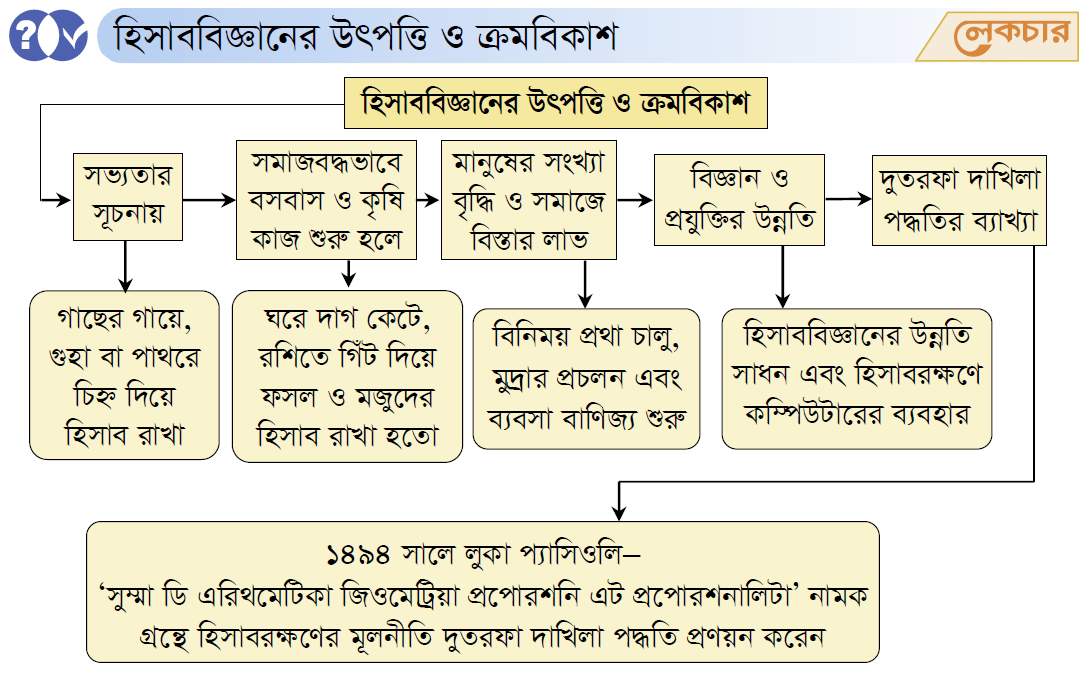 ?
হিসাববিজ্ঞানের উৎপত্তি ও ক্রমবিকাশ
লেকচার
হিসাববিজ্ঞানের উৎপত্তি ও ক্রমবিকাশ
সভ্যতার
সূচনায়
সমাজবদ্ধভাবে
বসবাস ও কৃষি
কাজ শুরু হলে
মানুষের সংখ্যা
বৃদ্ধি ও সমাজে
বিস্তার লাভ
বিজ্ঞান ও
প্রযুক্তির উন্নতি
দুতরফা দাখিলা
পদ্ধতির ব্যাখ্যা
গাছের গায়ে,
গুহা বা পাথরে
চিহ্ন দিয়ে
হিসাব রাখা
ঘরে দাগ কেটে,
রশিতে গিঁট দিয়ে
ফসল ও মজুদের
হিসাব রাখা হতো
বিনিময় প্রথা চালু,
মুদ্রার প্রচলন এবং
ব্যবসা বাণিজ্য শুরু
হিসাববিজ্ঞানের উন্নতি
সাধন এবং হিসাবরক্ষণে
কম্পিউটারের ব্যবহার
১৪৯৪ সালে লুকা প্যাসিওলি–
‘সুম্মা ডি এরিথমেটিকা জিওমেট্রিয়া প্রপোরশনি এট প্রপোরশনালিটা’ নামক
গ্রন্থে হিসাবরক্ষণের মূলনীতি দুতরফা দাখিলা পদ্ধতি প্রণয়ন করেন